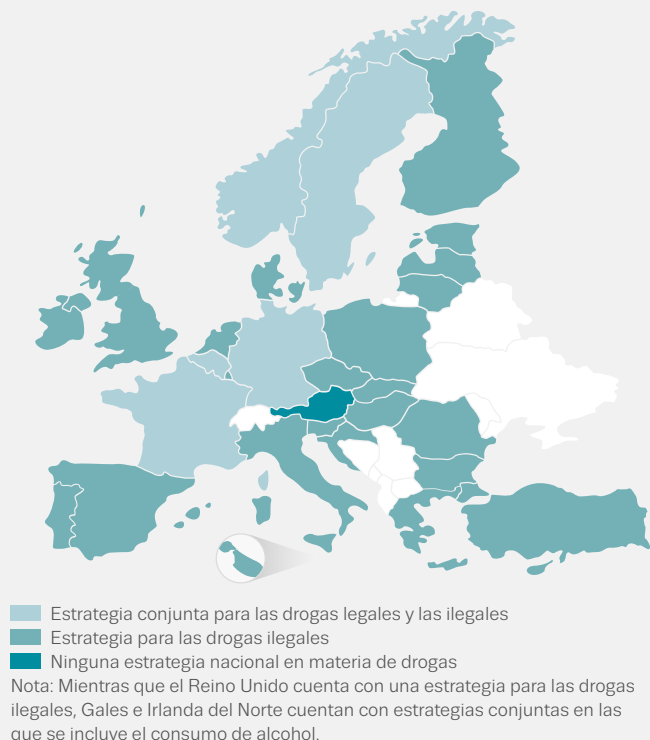 Estrategia conjunta para las drogas legales y las ilegales
Estrategia para las drogas ilegales
Ninguna estrategia nacional en materia de drogas
Nota: Mientras que el Reino Unido cuenta con una estrategia para las drogas
ilegales, Gales e Irlanda del Norte cuentan con estrategias conjuntas en las
que se incluye el consumo de alcohol.